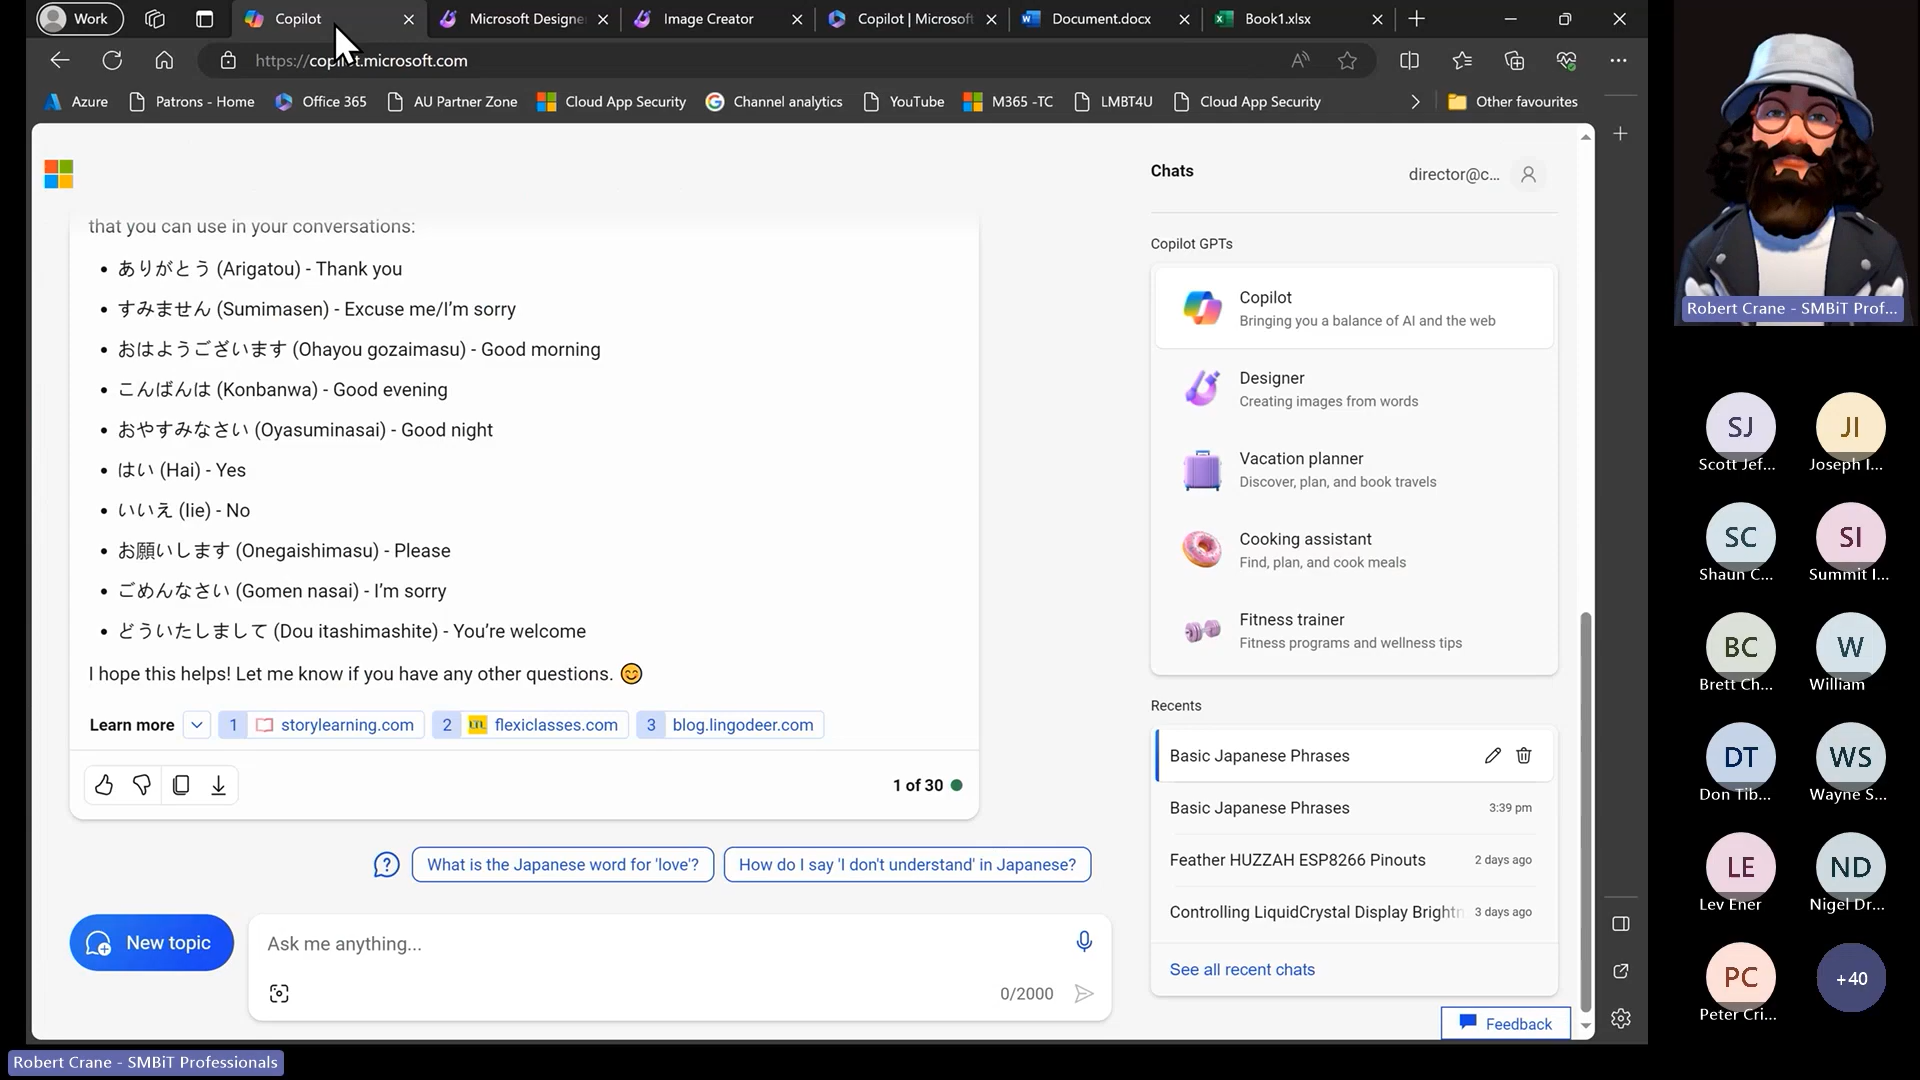 Work
Copilot
Microsoft Designe
Image Creator
Copilot | Microsoft
Document.docx
Book1.xlsx
https://copilot.microsoft.com
Azure
Patrons - Home
Office 365
AU Partner Zone
Cloud App Security
Channel analytics
YouTube
M365 -TC
LMBT4U
Cloud App Security
Other favourites
that you can use in your conversations:
• ありがとう (Arigatou) - Thank you
• すみません (Sumimasen) - Excuse me/I'm sorry
• おはようございます (Ohayou gozaimasu) - Good morning
• こんばんは (Konbanwa) - Good evening
• おやすみなさい (Oyasuminasai) - Good night
• はい (Hai) - Yes
• いいえ (Iie) - No
• お願いします (Onegaishimasu) - Please
• ごめんなさい (Gomen nasai) - I'm sorry
• どういたしまして (Dou itashimashite) - You're welcome
I hope this helps! Let me know if you have any other questions. 😊
Learn more
1 storylearning.com
2 flexiclasses.com
3 blog.lingodeer.com
1 of 30
What is the Japanese word for 'love'?
How do I say 'I don't understand' in Japanese?
New topic
Ask me anything...
0/2000
Chats
director@c...
Copilot GPTs
Copilot
Bringing you a balance of AI and the web
Designer
Creating images from words
Vacation planner
Discover, plan, and book travels
Cooking assistant
Find, plan, and cook meals
Fitness trainer
Fitness programs and wellness tips
Recents
Basic Japanese Phrases
Basic Japanese Phrases 3:39 pm
Feather HUZZAH ESP8266 Pinouts 2 days ago
Controlling LiquidCrystal Display Brightn 3 days ago
See all recent chats
Feedback
Robert Crane - SMBiT Prof...
SJ
Scott Jef...
JI
Joseph I...
SC
Shaun C...
SI
Summit I...
BC
Brett Ch...
W
William
DT
Don Tib...
WS
Wayne S...
LE
Lev Ener
ND
Nigel Dr...
PC
Peter Cri...
+40
Robert Crane - SMBiT Professionals